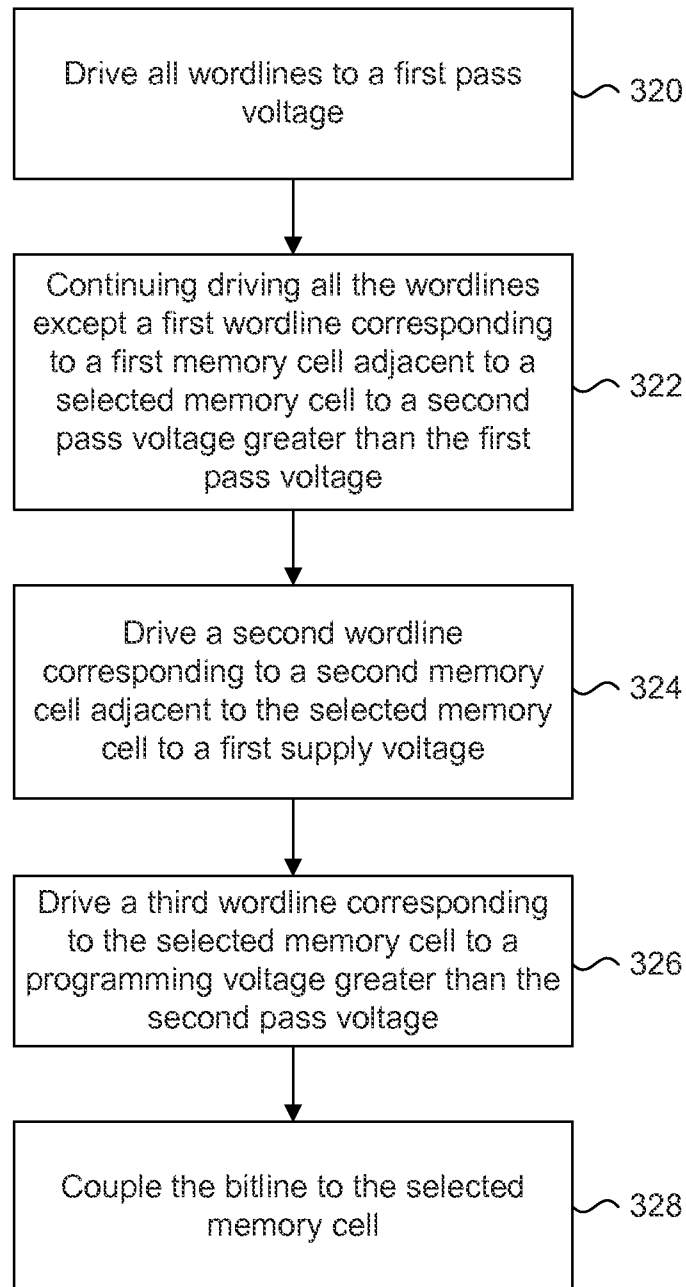 Drive all wordlines to a first pass
voltage
320
Continuing driving all the wordlines
except a first wordline corresponding
to a first memory cell adjacent to a
selected memory cell to a second
pass voltage greater than the first
pass voltage
322
Drive a second wordline
corresponding to a second memory
cell adjacent to the selected memory
cell to a first supply voltage
324
Drive a third wordline corresponding
to the selected memory cell to a
programming voltage greater than the
second pass voltage
326
Couple the bitline to the selected
memory cell
328